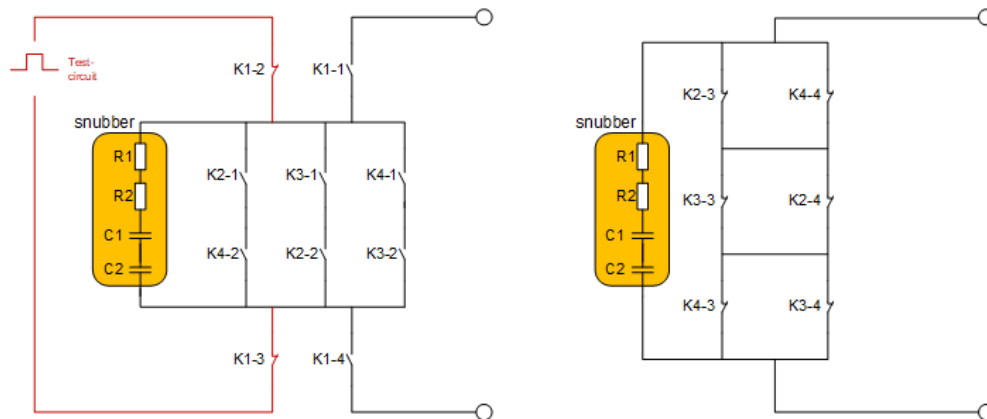 Test-
circuit
K1-2
K1-1
snubber
R1
R2
C1
C2
K2-1
K3-1
K4-1
K4-2
K2-2
K3-2
K1-3
K1-4
snubber
R1
R2
C1
C2
K2-3
K4-4
K3-3
K2-4
K4-3
K3-4